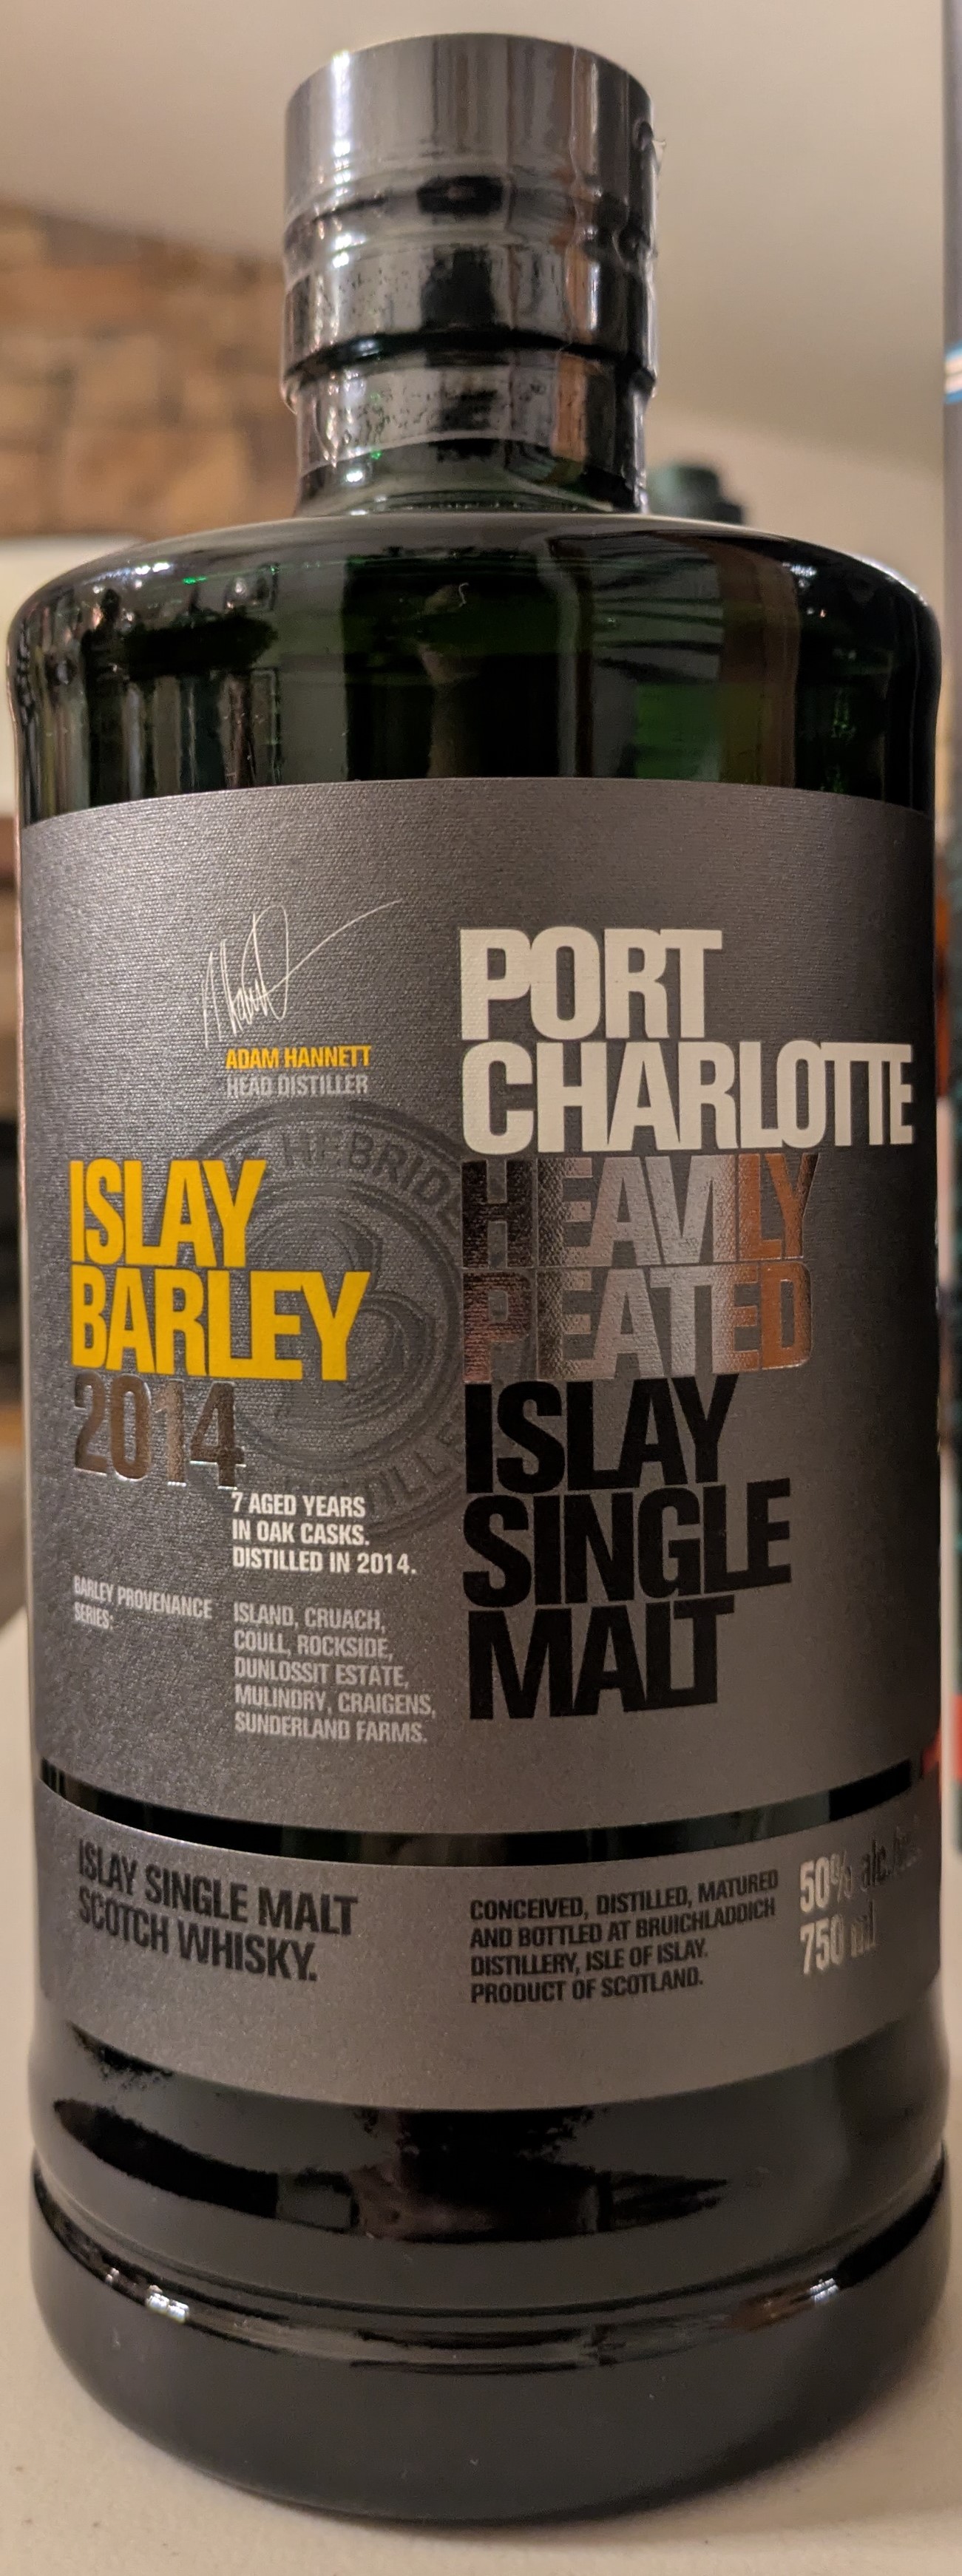 ADAM HANNETT
HEAD DISTILLER
ISLAY
BARLEY
2014
7 AGED YEARS
IN OAK CASKS.
DISTILLED IN 2014.
BARLEY PROVENANCE
SERIES:
ISLAND, CRUACH,
COULL, ROCKSIDE,
DUNLOSSIT ESTATE,
MULINDRY, CRAIGENS,
SUNDERLAND FARMS.
PORT
CHARLOTTE
HEAVILY
PEATED
ISLAY
SINGLE
MALT
ISLAY SINGLE MALT
SCOTCH WHISKY.
CONCEIVED, DISTILLED, MATURED
AND BOTTLED AT BRUICHLADDICH
DISTILLERY, ISLE OF ISLAY.
PRODUCT OF SCOTLAND.
50% alc.
750 ml